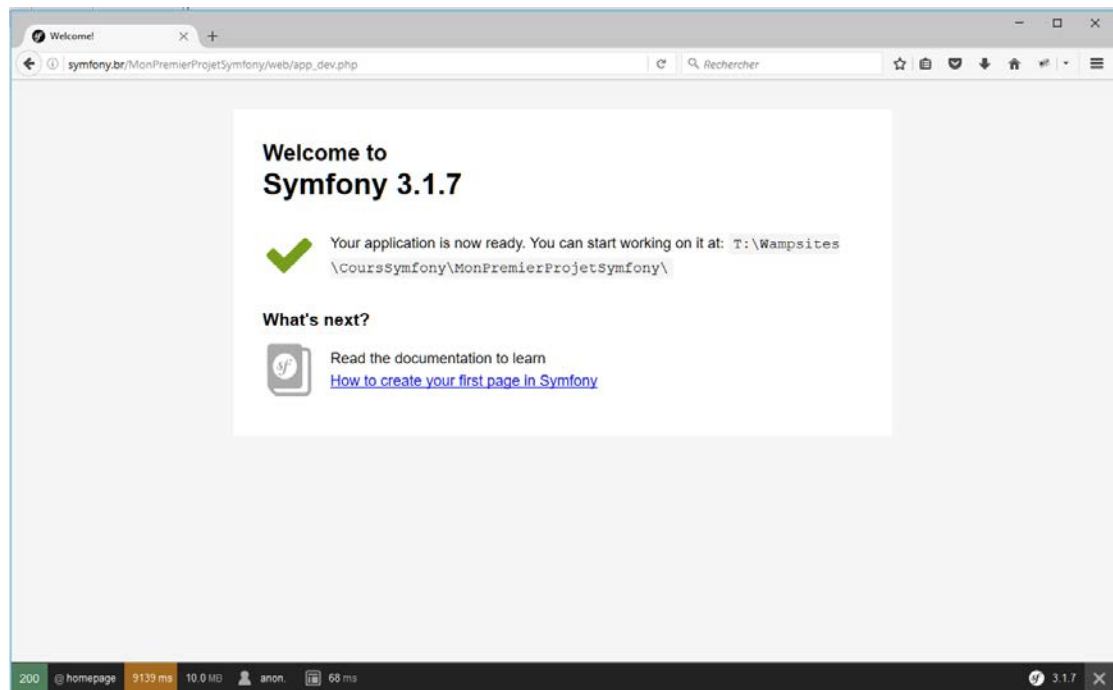 Welcome!
symfony.br/MonPremierProjetSymfony/web/app_dev.php
Rechercher
Welcome to
Symfony 3.1.7
Your application is now ready. You can start working on it at: T:\Wampsites
\CoursSymfony\MonPremierProjetSymfony\
What's next?
sf
Read the documentation to learn
How to create your first page in Symfony
200 @ homepage 9139 ms 10.0 MB anon. 68 ms sf 3.1.7